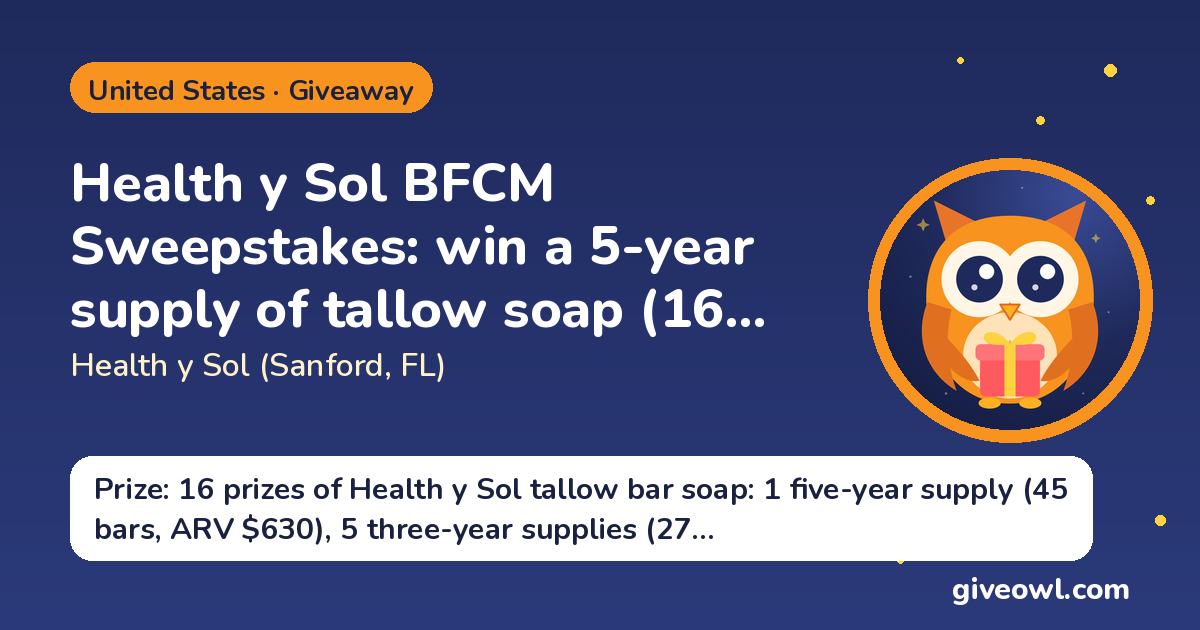 United States · Giveaway
Health y Sol BFCM
Sweepstakes: win a 5-year
supply of tallow soap (16...
Health y Sol (Sanford, FL)
Prize: 16 prizes of Health y Sol tallow bar soap: 1 five-year supply (45
bars, ARV $630), 5 three-year supplies (27...
giveowl.com